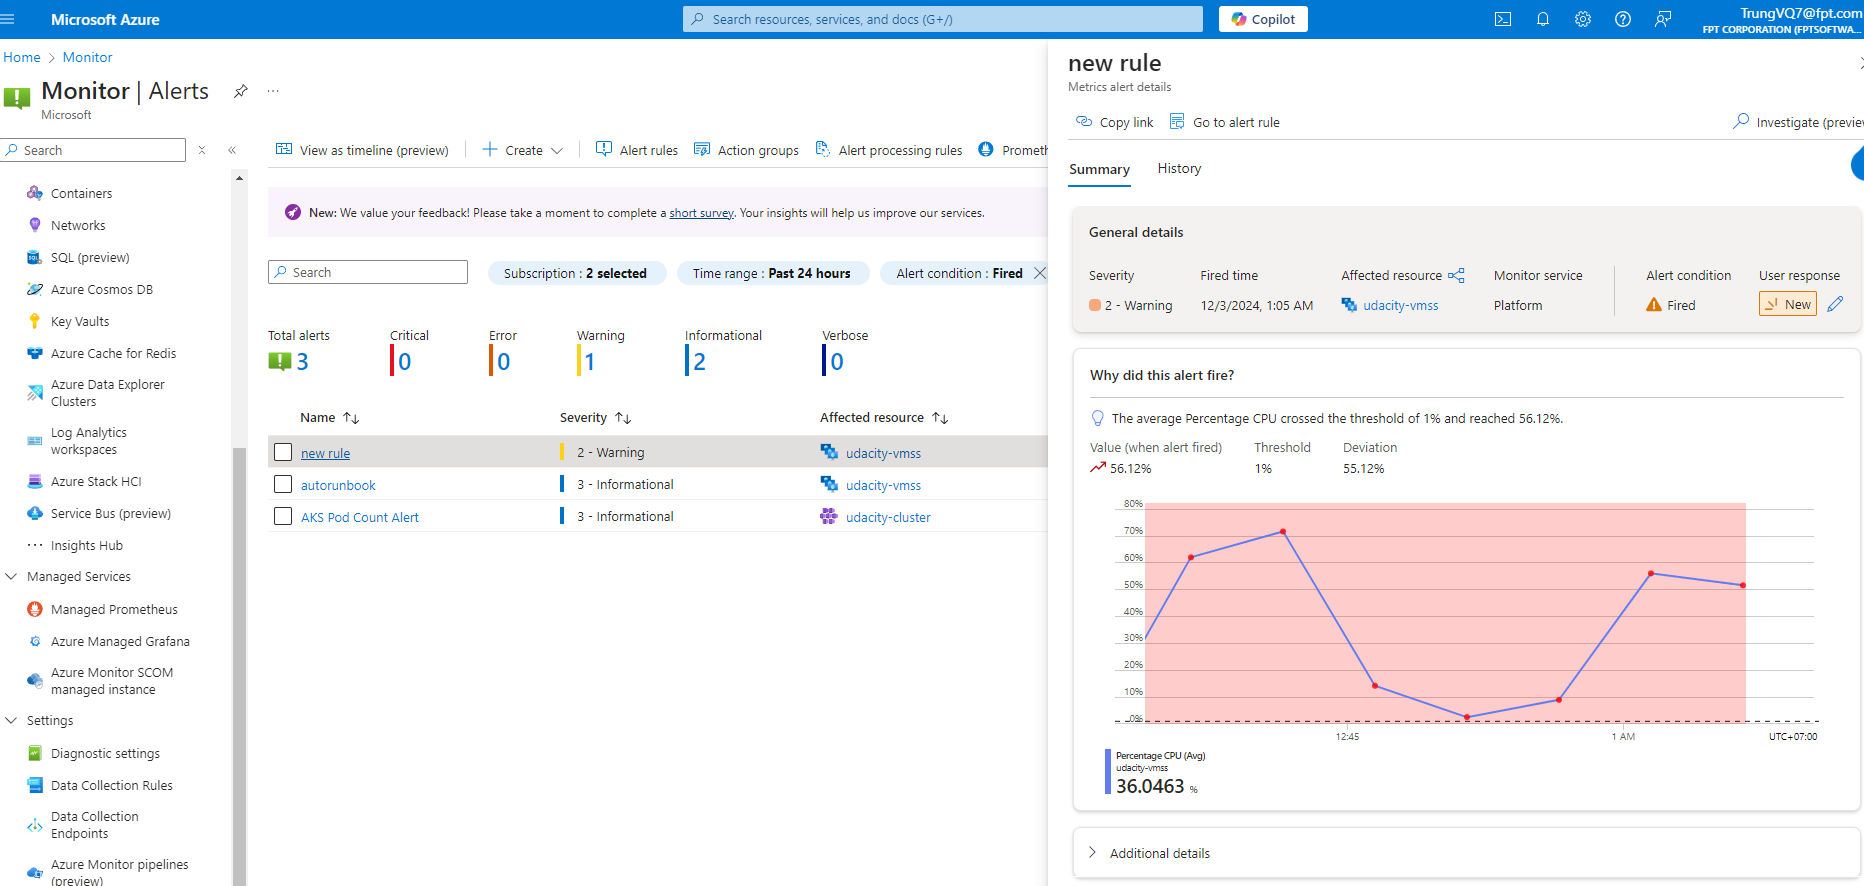 Microsoft Azure
Search resources, services, and docs (G+/)
Copilot
TrungVQ7@fpt.com
FPT CORPORATION (FPTSOFTWA...
Home > Monitor
Monitor | Alerts
...
Microsoft
Search
Containers
Networks
SQL (preview)
Azure Cosmos DB
Key Vaults
Azure Cache for Redis
Azure Data Explorer
Clusters
Log Analytics
workspaces
Azure Stack HCI
Service Bus (preview)
Insights Hub
Managed Services
Managed Prometheus
Azure Managed Grafana
Azure Monitor SCOM
managed instance
Settings
Diagnostic settings
Data Collection Rules
Data Collection
Endpoints
Azure Monitor pipelines
(preview)
View as timeline (preview)
Create
Alert rules
Action groups
Alert processing rules
Prometh
New: We value your feedback! Please take a moment to complete a short survey. Your insights will help us improve our services.
Search
Subscription : 2 selected
Time range : Past 24 hours
Alert condition : Fired
Total alerts
3
Critical
0
Error
0
Warning
1
Informational
2
Verbose
0
Name Severity Affected resource
new rule 2 - Warning udacity-vmss
autorunbook 3 - Informational udacity-vmss
AKS Pod Count Alert 3 - Informational udacity-cluster
new rule
Metrics alert details
Copy link
Go to alert rule
Investigate (preview
Summary
History
General details
Severity
2 - Warning
Fired time
12/3/2024, 1:05 AM
Affected resource
udacity-vmss
Monitor service
Platform
Alert condition
Fired
User response
New
Why did this alert fire?
The average Percentage CPU crossed the threshold of 1% and reached 56.12%.
Value (when alert fired)
56.12%
Threshold
1%
Deviation
55.12%
80%
70%
60%
50%
40%
30%
20%
10%
0%
12:45
1 AM
UTC+07:00
Percentage CPU (Avg)
udacity-vmss
36.0463 %
Additional details